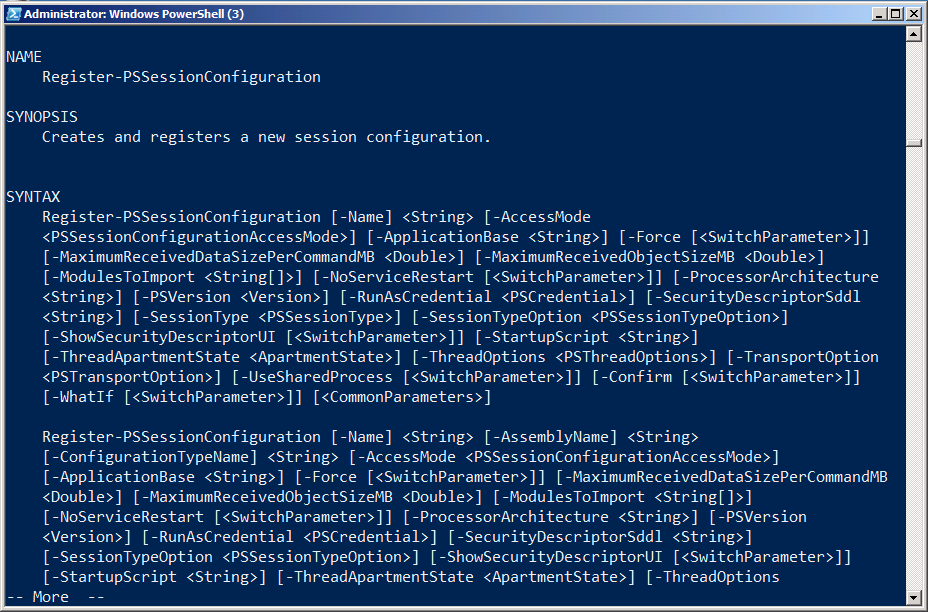 Administrator: Windows PowerShell (3)
NAME
Register-PSSessionConfiguration
SYNOPSIS
Creates and registers a new session configuration.
SYNTAX
Register-PSSessionConfiguration [-Name] <String> [-AccessMode
<PSSessionConfigurationAccessMode>] [-ApplicationBase <String>] [-Force [<SwitchParameter>]]
[-MaximumReceivedDataSizePerCommandMB <Double>] [-MaximumReceivedObjectSizeMB <Double>]
[-ModulesToImport <String[]>] [-NoServiceRestart [<SwitchParameter>]] [-ProcessorArchitecture
<String>] [-PSVersion <Version>] [-RunAsCredential <PSCredential>] [-SecurityDescriptorSddl
<String>] [-SessionType <PSSessionType>] [-SessionTypeOption <PSSessionTypeOption>]
[-ShowSecurityDescriptorUI [<SwitchParameter>]] [-StartupScript <String>]
[-ThreadApartmentState <ApartmentState>] [-ThreadOptions <PSThreadOptions>] [-TransportOption
<PSTransportOption>] [-UseSharedProcess [<SwitchParameter>]] [-Confirm [<SwitchParameter>]]
[-WhatIf [<SwitchParameter>]] [<CommonParameters>]
Register-PSSessionConfiguration [-Name] <String> [-AssemblyName] <String>
[-ConfigurationTypeName] <String> [-AccessMode <PSSessionConfigurationAccessMode>]
[-ApplicationBase <String>] [-Force [<SwitchParameter>]] [-MaximumReceivedDataSizePerCommandMB
<Double>] [-MaximumReceivedObjectSizeMB <Double>] [-ModulesToImport <String[]>]
[-NoServiceRestart [<SwitchParameter>]] [-ProcessorArchitecture <String>] [-PSVersion
<Version>] [-RunAsCredential <PSCredential>] [-SecurityDescriptorSddl <String>]
[-SessionTypeOption <PSSessionTypeOption>] [-ShowSecurityDescriptorUI [<SwitchParameter>]]
[-StartupScript <String>] [-ThreadApartmentState <ApartmentState>] [-ThreadOptions
-- More  --